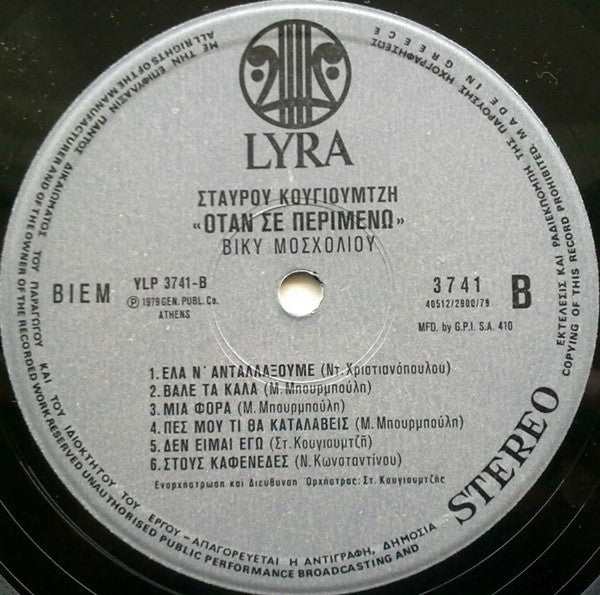 LYRA
ΣΤΑΥΡΟΥ ΚΟΥΓΙΟΥΜΤΖΗ
«ΟΤΑΝ ΣΕ ΠΕΡΙΜΕΝΩ»
ΒΙΚΥ ΜΟΣΧΟΛΙΟΥ
BIEM
YLP 3741-B
Ⓟ 1979 GEN. PUBL. Co.
ATHENS
3741
40512/2900/79
B
MFD. by G.P.I. S.A. 410
1. ΕΛΑ Ν' ΑΝΤΑΛΛΑΞΟΥΜΕ (Ντ. Χριστιανόπουλου)
2. ΒΑΛΕ ΤΑ ΚΑΛΑ (Μ. Μπουρμπούλη)
3. ΜΙΑ ΦΟΡΑ (Μ. Μπουρμπούλη)
4. ΠΕΣ ΜΟΥ ΤΙ ΘΑ ΚΑΤΑΛΑΒΕΙΣ (Μ. Μπουρμπούλη)
5. ΔΕΝ ΕΙΜΑΙ ΕΓΩ (Στ. Κουγιουμτζῆ)
6. ΣΤΟΥΣ ΚΑΦΕΝΕΔΕΣ (Ν. Κωνσταντίνου)
Ενορχήστρωση και Διεύθυνση Ορχήστρας: Στ. Κουγιουμτζής
STEREO
ΜΕ ΤΗΝ ΕΠΙΦΥΛΑΞΙΝ ΠΑΝΤΟΣ ΔΙΚΑΙΩΜΑΤΟΣ ΤΟΥ ΠΑΡΑΓΩΓΟΥ ΚΑΙ ΤΟΥ ΙΔΙΟΚΤΗΤΟΥ ΤΟΥ ΕΡΓΟΥ - ΑΠΑΓΟΡΕΥΕΤΑΙ Η ΑΝΤΙΓΡΑΦΗ, ΔΗΜΟΣΙΑ
ΕΚΤΕΛΕΣΙΣ ΚΑΙ ΡΑΔΙΕΚΠΟΜΠΗ ΤΗΣ ΠΑΡΟΥΣΗΣ ΗΧΟΓΡΑΦΗΣΕΩΣ
ALL RIGHTS OF THE MANUFACTURER AND OF THE OWNER OF THE RECORDED WORK RESERVED UNAUTHORISED PUBLIC PERFORMANCE BROADCASTING AND
COPYING OF THIS RECORD PROHIBITED MADE IN GREECE